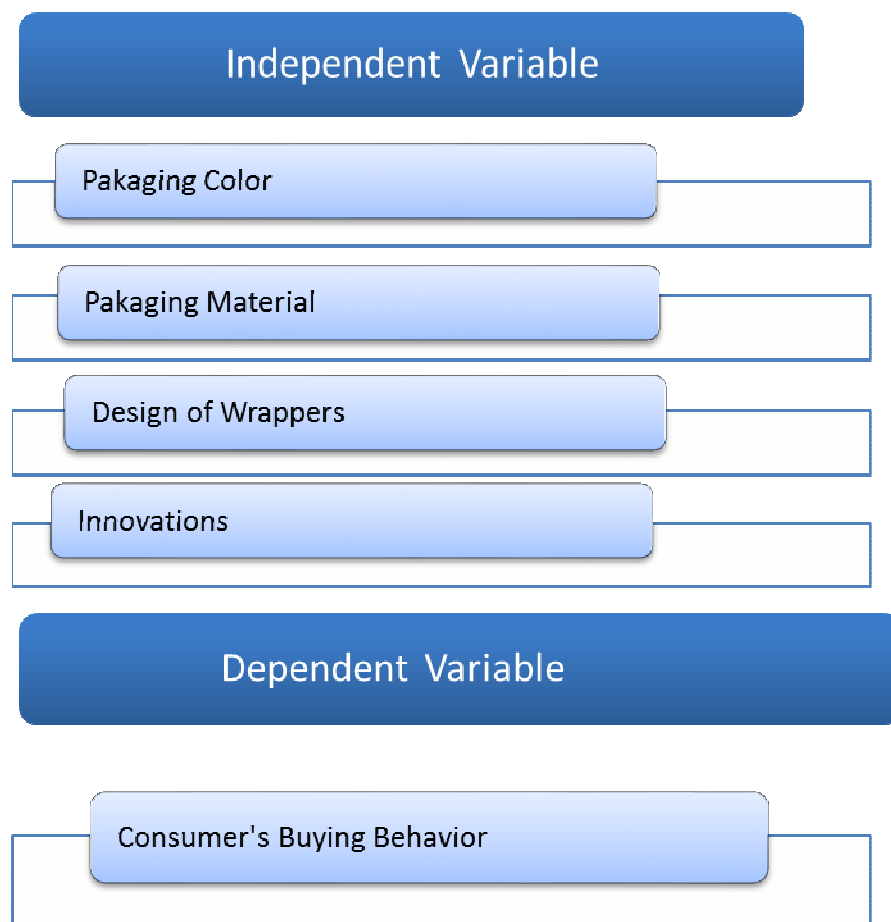 Independent Variable
Pakaging Color
Pakaging Material
Design of Wrappers
Innovations
Dependent Variable
Consumer's Buying Behavior